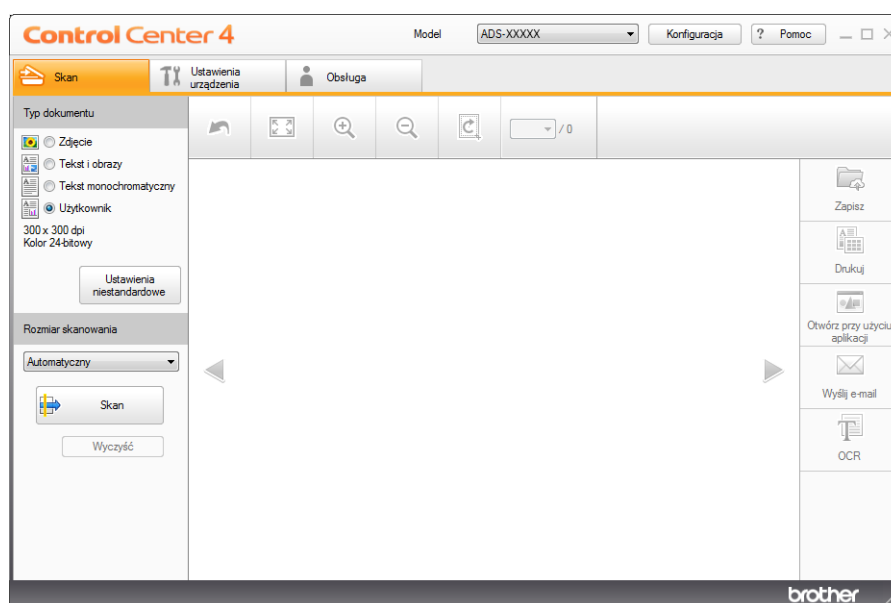 Control Center 4
Model
ADS-XXXXX
Konfiguracja
? Pomoc
Skan
Ustawienia
urządzenia
Obsługa
Typ dokumentu
Zdjęcie
Tekst i obrazy
Tekst monochromatyczny
Użytkownik
300 x 300 dpi
Kolor 24-bitowy
Ustawienia
niestandardowe
Rozmiar skanowania
Automatyczny
Skan
Wyczyść
/ 0
Zapisz
Drukuj
Otwórz przy użyciu
aplikacji
Wyślij e-mail
OCR
brother